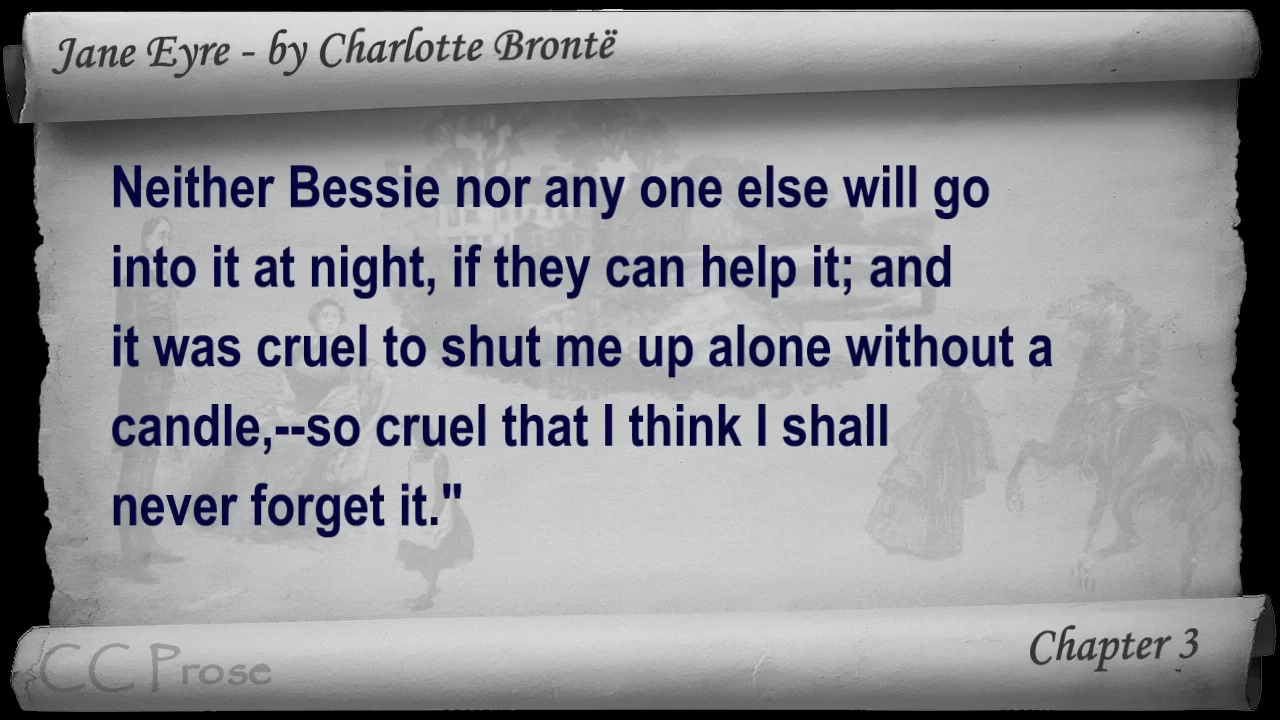 Jane Eyre - by Charlotte Brontë
Neither Bessie nor any one else will go
into it at night, if they can help it; and
it was cruel to shut me up alone without a
candle,--so cruel that I think I shall
never forget it."
Chapter 3
CC Prose